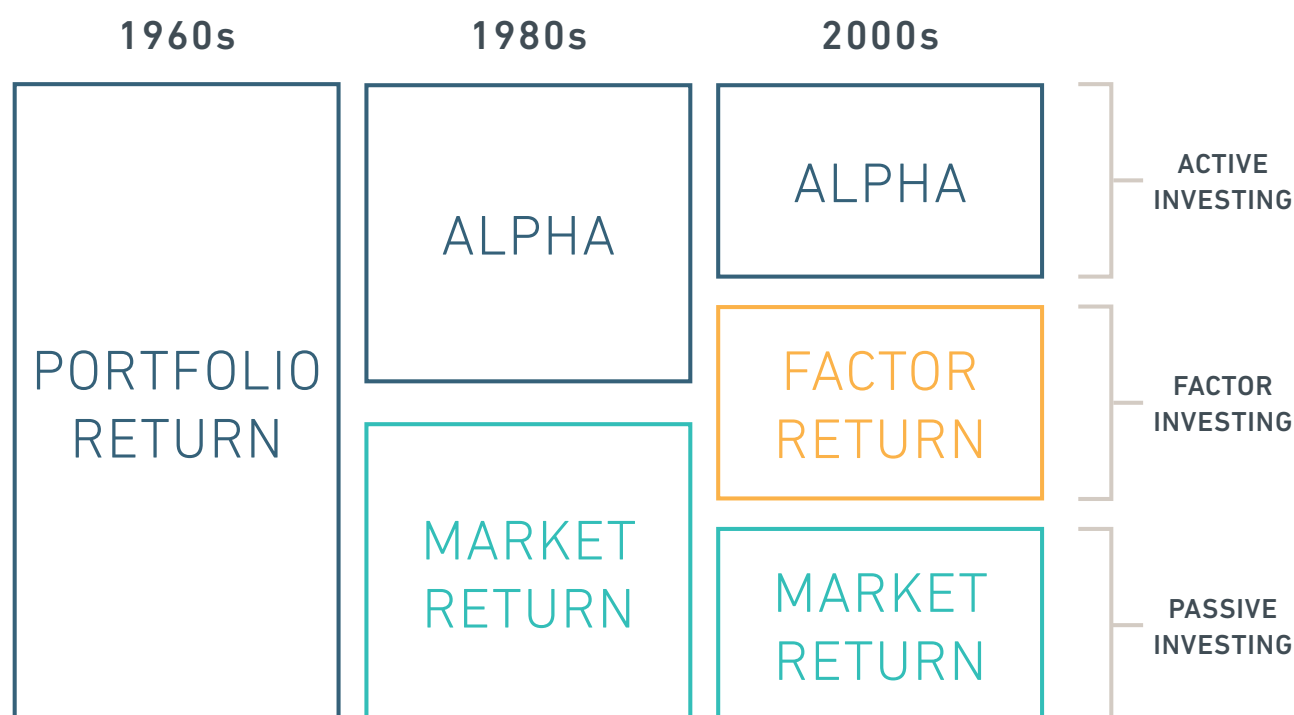 1960s
1980s
2000s
PORTFOLIO
RETURN
ALPHA
MARKET
RETURN
ALPHA
FACTOR
RETURN
MARKET
RETURN
ACTIVE
INVESTING
FACTOR
INVESTING
PASSIVE
INVESTING